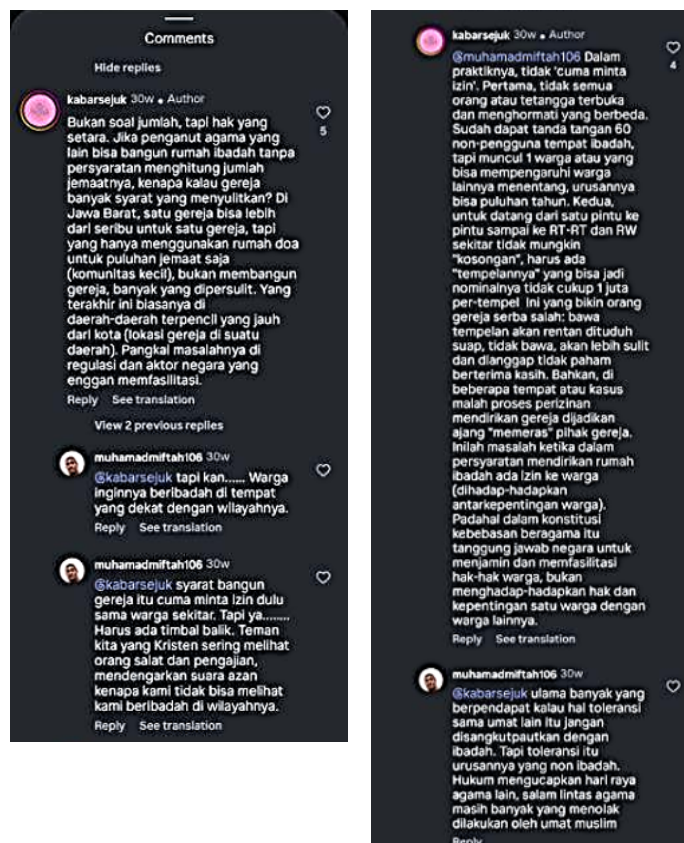 Comments
Hide replies
kabarsejuk 30w • Author
Bukan soal jumlah, tapi hak yang
setara. Jika penganut agama yang
lain bisa bangun rumah ibadah tanpa
persyaratan menghitung jumlah
jemaatnya, kenapa kalau gereja
banyak syarat yang menyulitkan? Di
Jawa Barat, satu gereja bisa lebih
dari seribu untuk satu gereja, tapi
yang hanya menggunakan rumah doa
untuk puluhan jemaat saja
(komunitas kecil), bukan membangun
gereja, banyak yang dipersulit. Yang
terakhir ini biasanya di
daerah-daerah terpencil yang jauh
dari kota (lokasi gereja di suatu
daerah). Pangkal masalahnya di
regulasi dan aktor negara yang
enggan memfasilitasi.
5
Reply See translation
View 2 previous replies
muhamadmiftah106 30w
@kabarsejuk tapi kan...... Warga
inginnya beribadah di tempat
yang dekat dengan wilayahnya.
Reply See translation
muhamadmiftah106 30w
@kabarsejuk syarat bangun
gereja itu cuma minta izin dulu
sama warga sekitar. Tapi ya........
Harus ada timbal balik. Teman
kita yang Kristen sering melihat
orang salat dan pengajian,
mendengarkan suara azan
kenapa kami tidak bisa melihat
kami beribadah di wilayahnya.
Reply See translation
kabarsejuk 30w • Author
@muhamadmiftah106 Dalam
praktiknya, tidak 'cuma minta
izin'. Pertama, tidak semua
orang atau tetangga terbuka
dan menghormati yang berbeda.
Sudah dapat tanda tangan 60
non-pengguna tempat ibadah,
tapi muncul 1 warga atau yang
bisa mempengaruhi warga
lainnya menentang, urusannya
bisa puluhan tahun. Kedua,
untuk datang dari satu pintu ke
pintu sampai ke RT-RT dan RW
sekitar tidak mungkin
"kosongan", harus ada
"tempelannya" yang bisa jadi
nominalnya tidak cukup 1 juta
per-tempel Ini yang bikin orang
gereja serba salah: bawa
tempelan akan rentan dituduh
suap, tidak bawa, akan lebih sulit
dan dianggap tidak paham
berterima kasih. Bahkan, di
beberapa tempat atau kasus
malah proses perizinan
mendirikan gereja dijadikan
ajang "memeras" pihak gereja.
Inilah masalah ketika dalam
persyaratan mendirikan rumah
ibadah ada izin ke warga
(dihadap-hadapkan
antarkepentingan warga).
Padahal dalam konstitusi
kebebasan beragama itu
tanggung jawab negara untuk
menjamin dan memfasilitasi
hak-hak warga, bukan
menghadap-hadapkan hak dan
kepentingan satu warga dengan
warga lainnya.
4
Reply See translation
muhamadmiftah106 30w
@kabarsejuk ulama banyak yang
berpendapat kalau hal toleransi
sama umat lain itu jangan
disangkutpautkan dengan
ibadah. Tapi toleransi itu
urusannya yang non ibadah.
Hukum mengucapkan hari raya
agama lain, salam lintas agama
masih banyak yang menolak
dilakukan oleh umat muslim
Reply